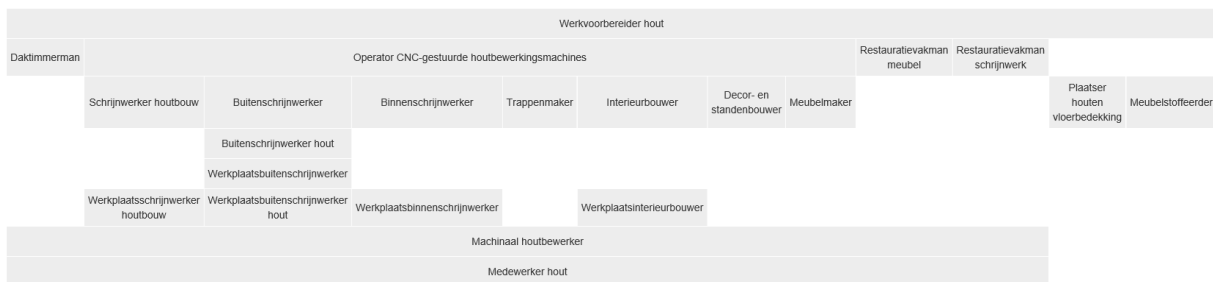 Werkvoorbereider hout
Daktimmerman
Operator CNC-gestuurde houtbewerkingsmachines
Restauratievakman
meubel
Restauratievakman
schrijnwerk
Schrijnwerker houtbouw
Buitenschrijnwerker
Binnenschrijnwerker
Trappenmaker
Interieurbouwer
Decor- en
standenbouwer
Meubelmaker
Plaatser
houten
vloerbedekking
Meubelstoffeerder
Buitenschrijnwerker hout
Werkplaatsbuitenschrijnwerker
Werkplaatsschrijnwerker
houtbouw
Werkplaatsbuitenschrijnwerker
hout
Werkplaatsbinnenschrijnwerker
Werkplaatsinterieurbouwer
Machinaal houtbewerker
Medewerker hout